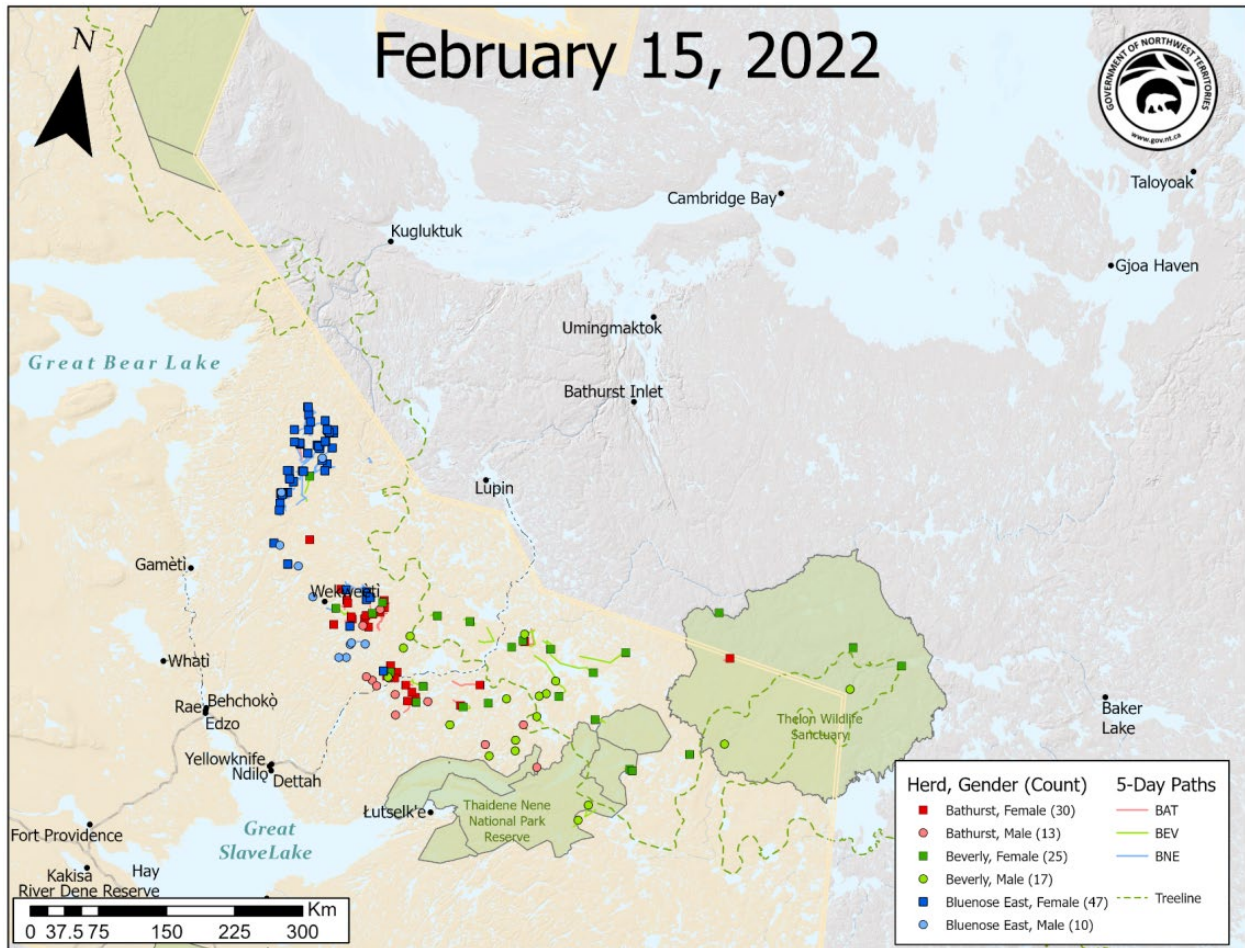 February 15, 2022
N
GOVERNMENT OF NORTHWEST TERRITORIES
www.gov.nt.ca
Taloyoak
Cambridge Bay
Kugluktuk
Gjoa Haven
Umingmaktok
Great Bear Lake
Bathurst Inlet
Lupin
Gamètì
Wekweètì
Whatì
Behchokǫ̀
Rae
Edzo
Baker
Lake
Thelon Wildlife
Sanctuary
Yellowknife
Ndilǫ
Dettah
Łutselk'e
Thaidene Nene
National Park
Reserve
Fort Providence
Great
Slave Lake
Kakisa
Hay
River Dene Reserve
Km
0 37.5 75 150 225 300
Herd, Gender (Count)
Bathurst, Female (30)
Bathurst, Male (13)
Beverly, Female (25)
Beverly, Male (17)
Bluenose East, Female (47)
Bluenose East, Male (10)
5-Day Paths
BAT
BEV
BNE
Treeline